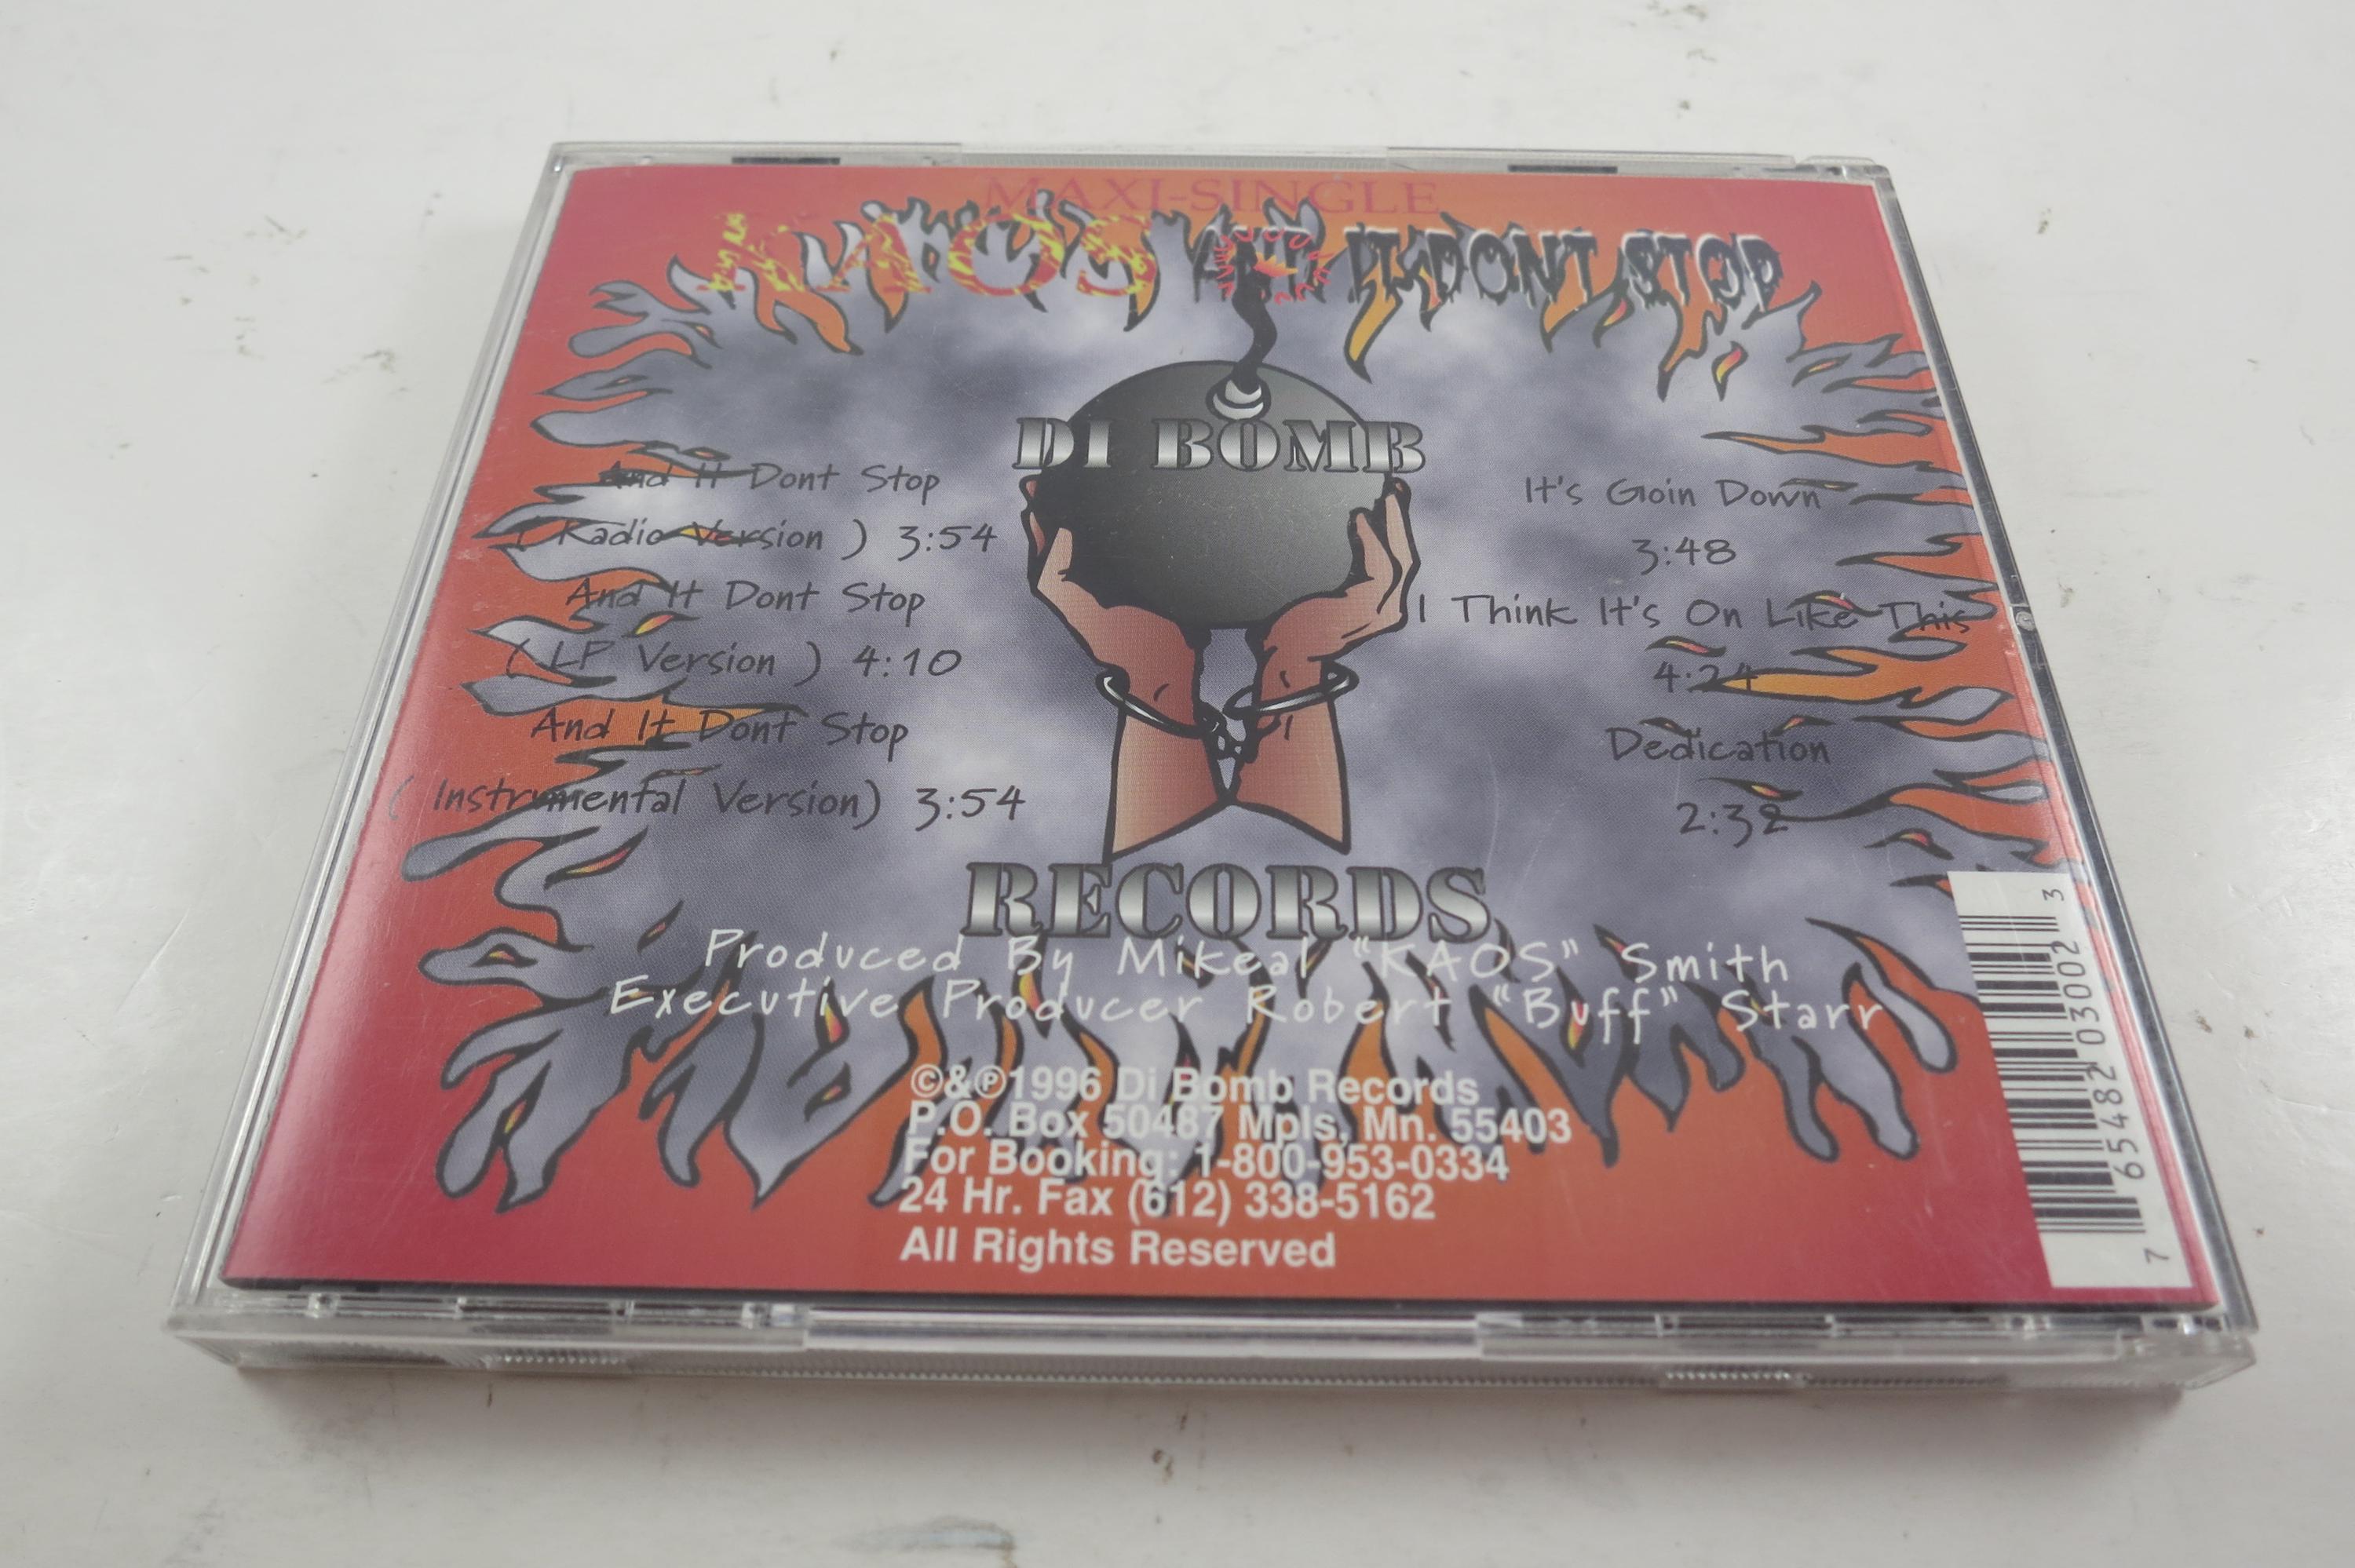 MAXI-SINGLE
KAOS AND IT DONT STOP
DI BOMB
And It Dont Stop
( Radio Version ) 3:54
And It Dont Stop
( LP Version ) 4:10
And It Dont Stop
( Instrumental Version) 3:54
It's Goin Down
3:48
I Think It's On Like This
4:24
Dedication
2:32
RECORDS
Produced By Mikeal "KAOS" Smith
Executive Producer Robert "Buff" Starr
©&℗1996 Di Bomb Records
P.O. Box 50487 Mpls, Mn. 55403
For Booking: 1-800-953-0334
24 Hr. Fax (612) 338-5162
All Rights Reserved
7 65482 03002 3